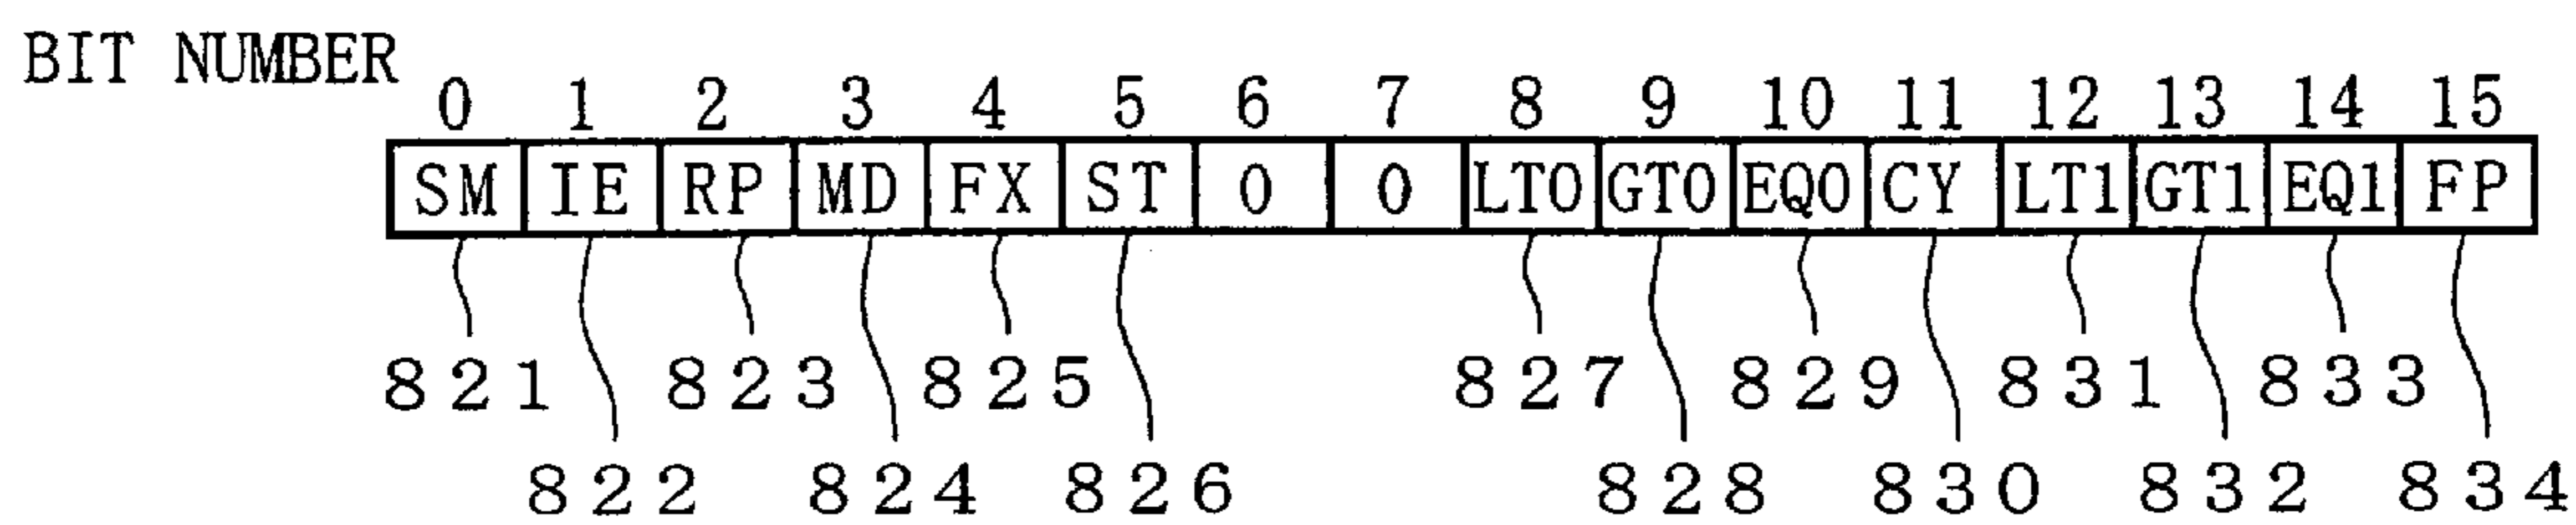 BIT NUMBER
0 1 2 3 4 5 6 7 8 9 10 11 12 13 14 15
SM IE RP MD FX ST 0 0 LT0 GT0 EQ0 CY LT1 GT1 EQ1 FP
821 823 825 827 829 831 833
822 824 826 828 830 832 834